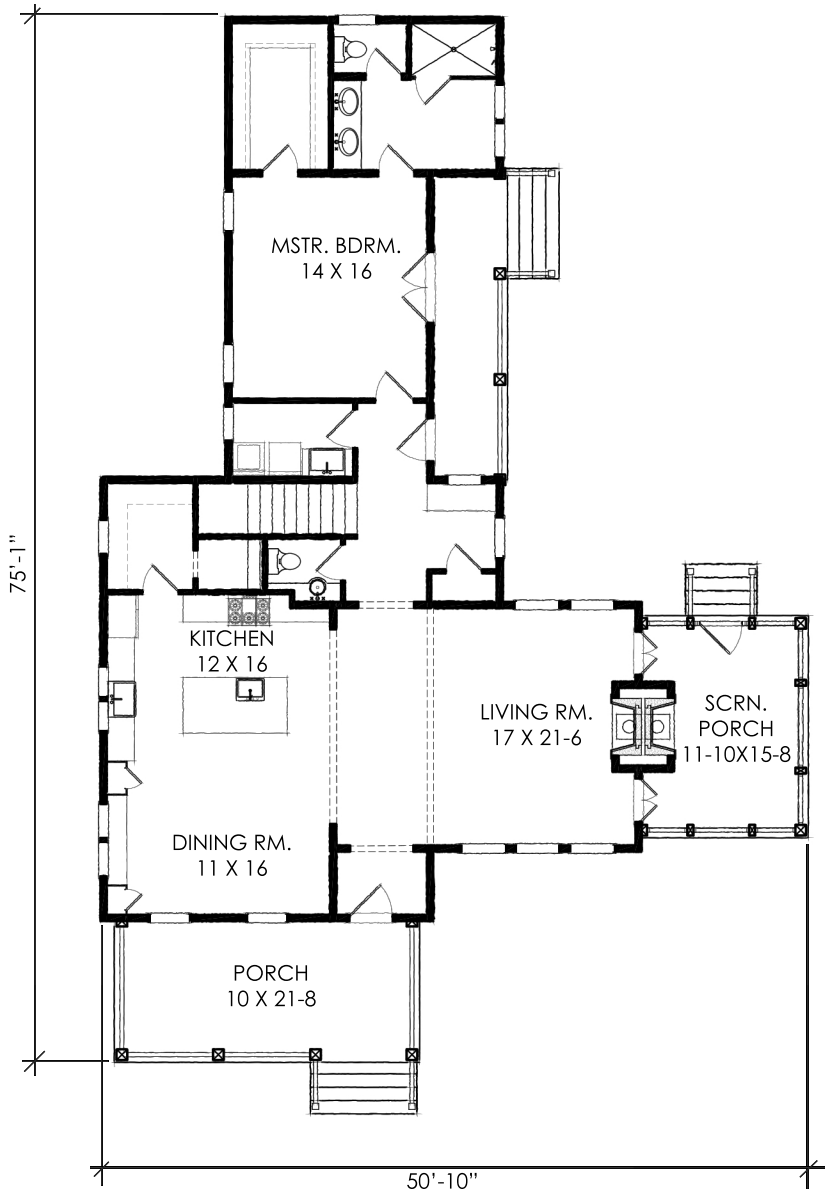 MSTR. BDRM.
14 X 16
75'-1"
KITCHEN
12 X 16
LIVING RM.
17 X 21-6
SCRN.
PORCH
11-10X15-8
DINING RM.
11 X 16
PORCH
10 X 21-8
50'-10"